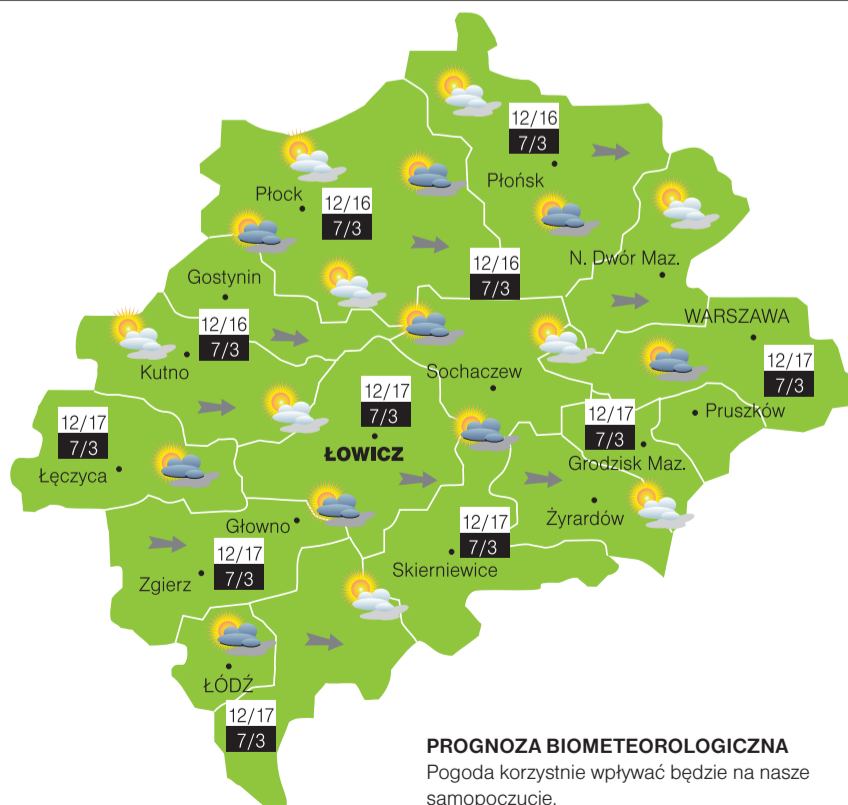 12/16
7/3
Płońsk
Płock
12/16
7/3
N. Dwór Maz.
12/16
7/3
Gostynin
WARSZAWA
12/16
7/3
Kutno
Sochaczew
12/17
7/3
12/17
7/3
ŁOWICZ
12/17
7/3
Pruszków
12/17
7/3
Łęczyca
Grodzisk Maz.
Żyrardów
Głowno
12/17
7/3
Skierniewice
12/17
7/3
Zgierz
ŁÓDŹ
12/17
7/3
PROGNOZA BIOMETEOROLOGICZNA
Pogoda korzystnie wpływać będzie na nasze
samopoczucie.